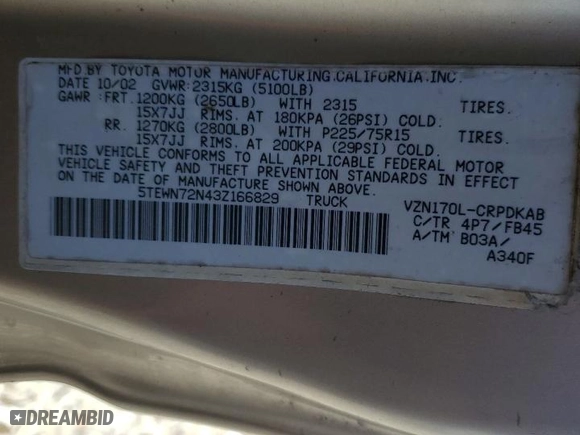 MFD.BY TOYOTA MOTOR MANUFACTURING,CALIFORNIA,INC.
DATE 10/02 GVWR:2315KG (5100LB)
GAWR: FRT. 1200KG (2650LB) WITH 2315 TIRES.
15X7JJ RIMS, AT 180KPA (26PSI) COLD.
RR. 1270KG (2800LB) WITH P225/75R15 TIRES.
15X7JJ RIMS, AT 200KPA (29PSI) COLD.
THIS VEHICLE CONFORMS TO ALL APPLICABLE FEDERAL MOTOR
VEHICLE SAFETY AND THEFT PREVENTION STANDARDS IN EFFECT
ON THE DATE OF MANUFACTURE SHOWN ABOVE.
5TEWN72N43Z166829 TRUCK VZN170L-CRPDKAB
C/TR 4P7/FB45
A/TM B03A/
A340F
DREAMBID